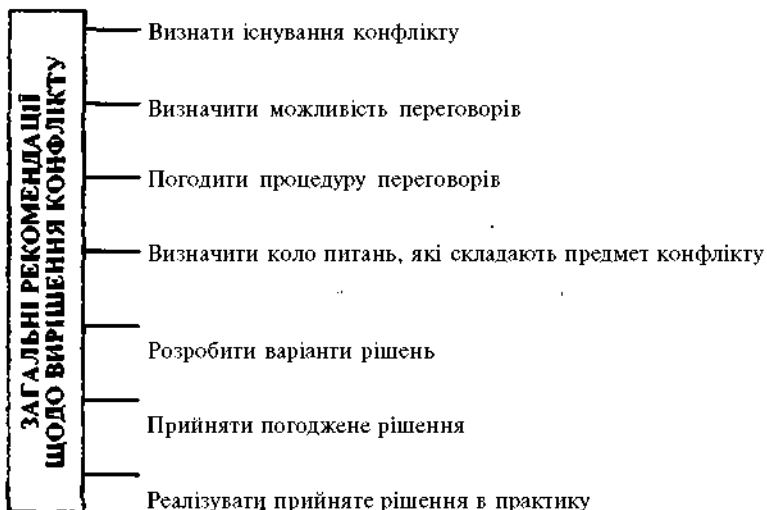 ЗАГАЛЬНІ РЕКОМЕНДАЦІЇ
ЩОДО ВИРІШЕННЯ КОНФЛІКТУ
Визнати існування конфлікту
Визначити можливість переговорів
Погодити процедуру переговорів
Визначити коло питань, які складають предмет конфлікту
Розробити варіанти рішень
Прийняти погоджене рішення
Реалізувати прийняте рішення в практику